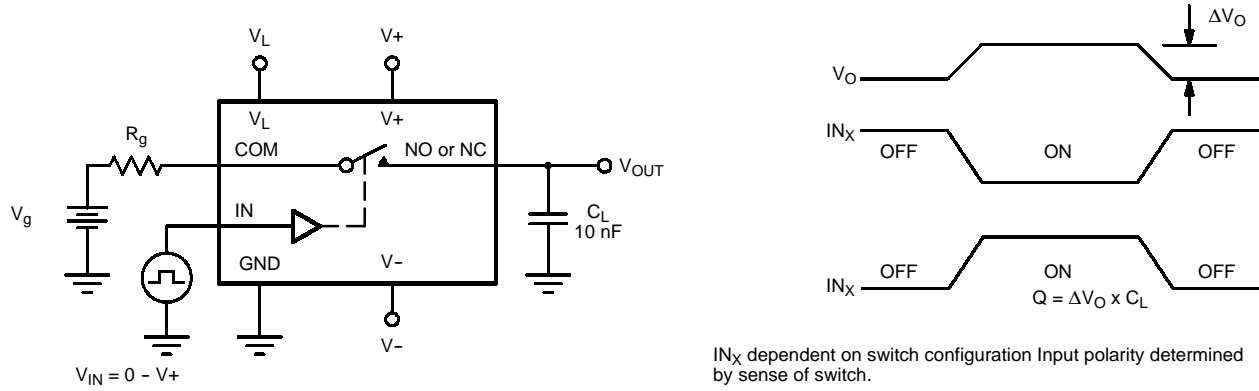 V_L V+
V_L V+
R_g COM NO or NC V_OUT
V_g IN C_L
10 nF
GND V−
V−
V_IN = 0 − V+
ΔV_O
V_O
IN_X OFF ON OFF
IN_X OFF ON OFF
Q = ΔV_O x C_L
IN_X dependent on switch configuration Input polarity determined
by sense of switch.